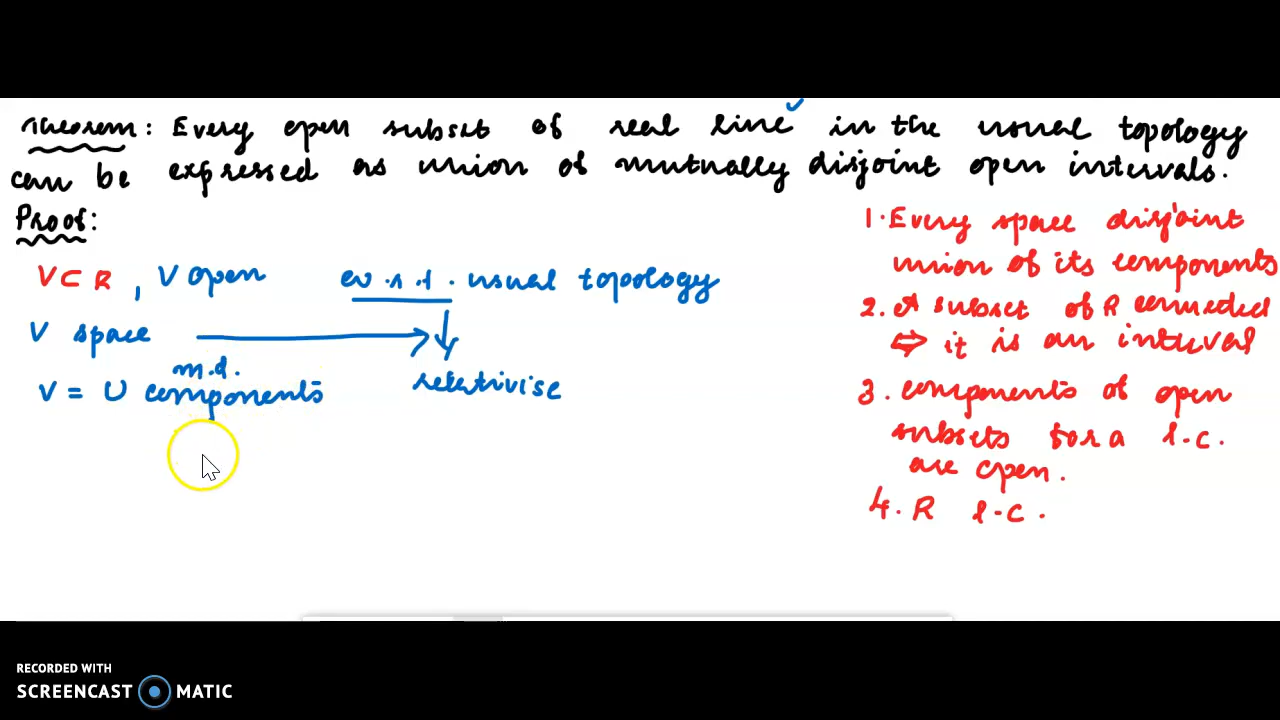 Theorem: Every open subset of real line in the usual topology
can be expressed as union of mutually disjoint open intervals.
Proof:
V ⊂ R, V open w.r.t. usual topology
V space
relativise
m.d.
V = ∪ components
1. Every space disjoint
union of its components
2. A subset of R connected
⇔ it is an interval
3. components of open
subsets for a l.c.
are open.
4. R l.c.
RECORDED WITH
SCREENCAST MATIC